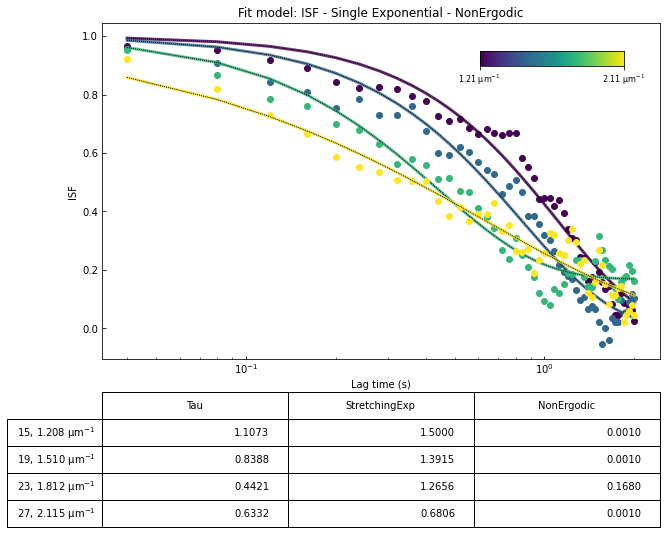 Fit model: ISF - Single Exponential - NonErgodic
1.0
0.8
0.6
0.4
0.2
0.0
ISF
1.21 μm⁻¹ 2.11 μm⁻¹
10⁻¹ 10⁰
Lag time (s)
Tau StretchingExp NonErgodic
15, 1.208 μm⁻¹ 1.1073 1.5000 0.0010
19, 1.510 μm⁻¹ 0.8388 1.3915 0.0010
23, 1.812 μm⁻¹ 0.4421 1.2656 0.1680
27, 2.115 μm⁻¹ 0.6332 0.6806 0.0010